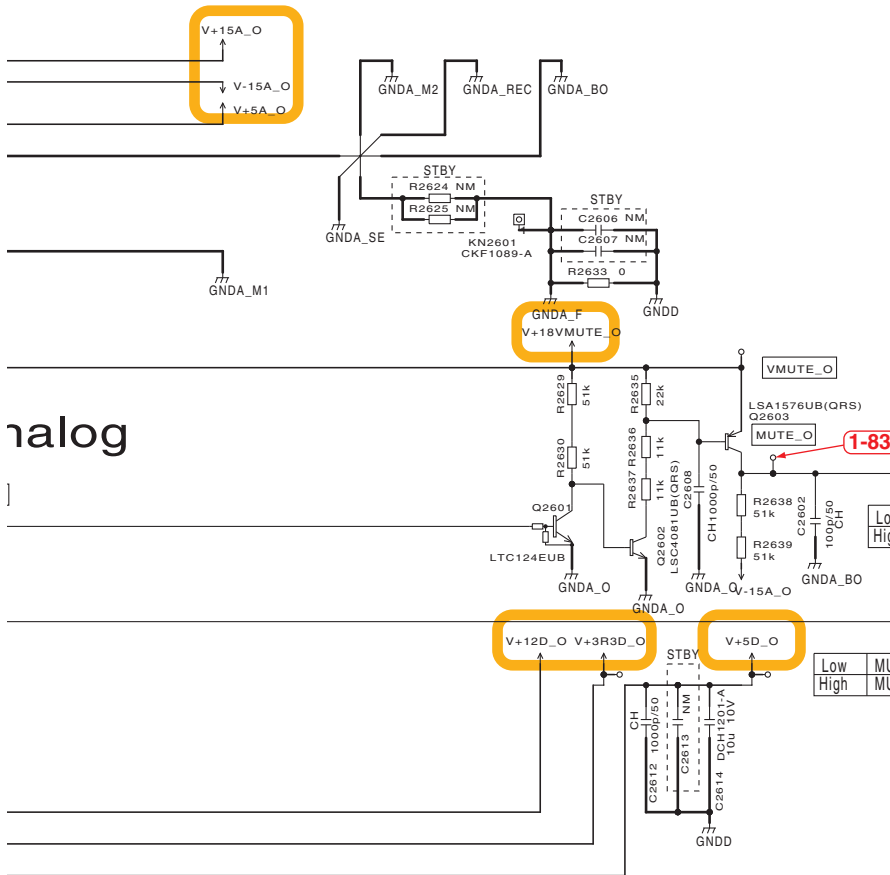 V+15A_O
V-15A_O
V+5A_O
GNDA_M2
GNDA_REC
GNDA_BO
STBY
R2624 NM
R2625 NM
GNDA_SE
STBY
C2606 NM
C2607 NM
KN2601
CKF1089-A
R2633 0
GNDA_M1
GNDA_F
GNDD
V+18VMUTE_O
VMUTE_O
R2629
51k
R2635
22k
LSA1576UB(QRS)
Q2603
MUTE_O
1-83
nalog
R2630
51k
R2636
11k
R2637
11k
C2608
CH1000p/50
R2638
51k
C2602
100p/50
CH
Q2601
LTC124EUB
Q2602
LSC4081UB(QRS)
R2639
51k
High
GNDA_O
GNDA_O
GNDA_O
V-15A_O
GNDA_BO
V+12D_O
V+3R3D_O
V+5D_O
STBY
Low
High
CH
1000p/50
C2612
NM
C2613
DCH1201-A
10u 10V
C2614
GNDD